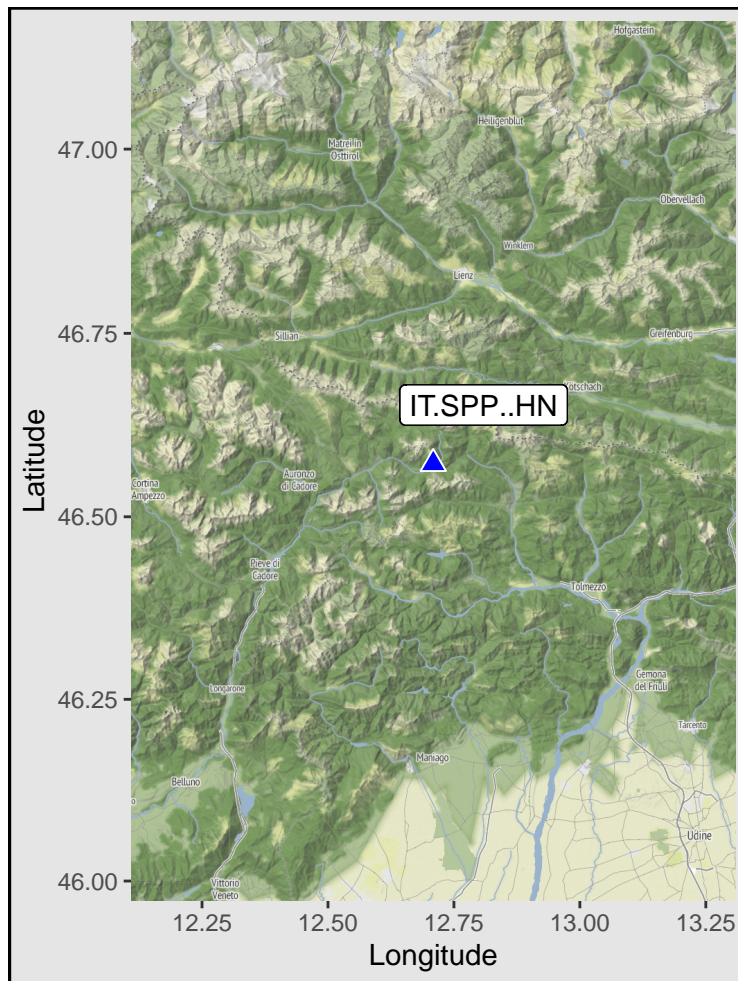 Hofgastein
Heiligenblut
47.00
Matrei in
Osttirol
Obervellach
Winklern
Lienz
46.75
Sillian
Greifenburg
Kötschach
IT.SPP..HN
Latitude
Auronzo
di Cadore
Cortina
Ampezzo
46.50
Pieve di
Cadore
Tolmezzo
46.25
Longarone
Gemona
del Friuli
Tarcento
Maniago
Belluno
Udine
46.00
Vittorio
Veneto
12.25
12.50
12.75
13.00
13.25
Longitude